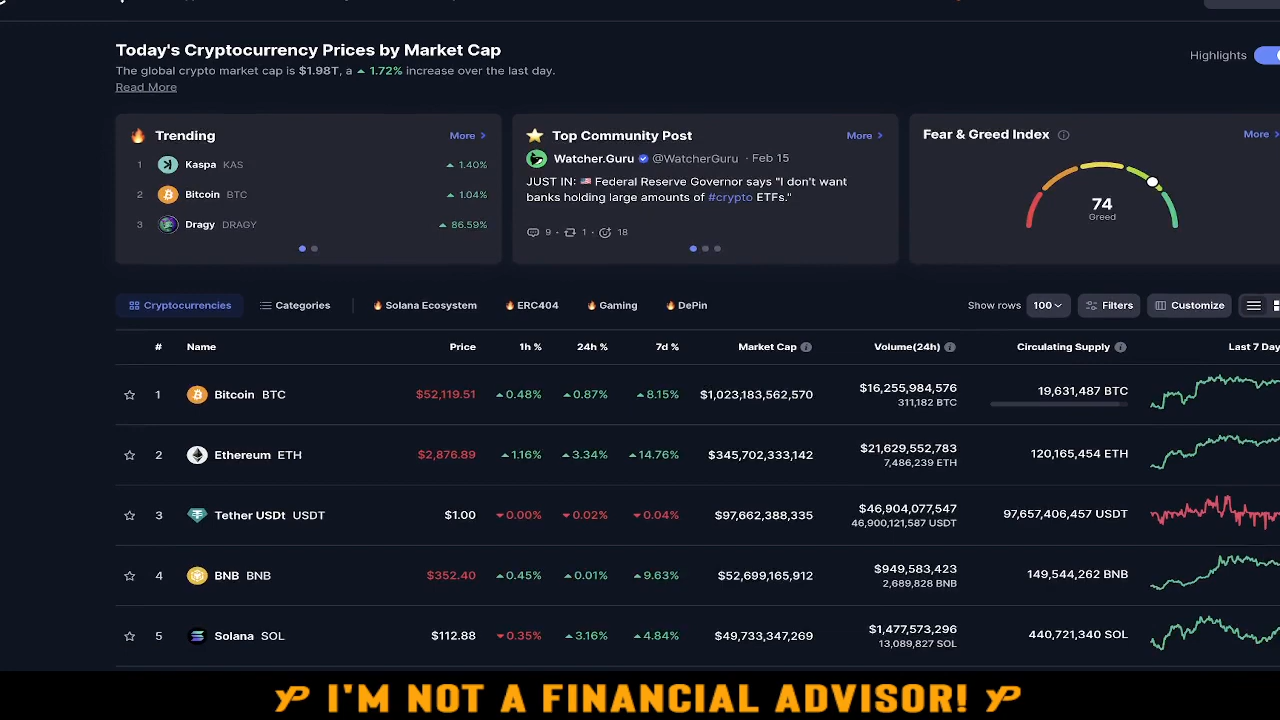 Today's Cryptocurrency Prices by Market Cap
Highlights
The global crypto market cap is $1.98T, a 1.72% increase over the last day.
Read More
Trending More
1 Kaspa KAS 1.40%
2 Bitcoin BTC 1.04%
3 Dragy DRAGY 86.59%
Top Community Post More
Watcher.Guru @WatcherGuru · Feb 15
JUST IN: 🇺🇸 Federal Reserve Governor says "I don't want
banks holding large amounts of #crypto ETFs."
9 · 1 · 18
Fear & Greed Index More
74
Greed
Cryptocurrencies Categories Solana Ecosystem ERC404 Gaming DePin Show rows 100 Filters Customize
# Name Price 1h % 24h % 7d % Market Cap Volume(24h) Circulating Supply Last 7 Day
1 Bitcoin BTC $52,119.51 0.48% 0.87% 8.15% $1,023,183,562,570 $16,255,984,576 19,631,487 BTC
311,182 BTC
2 Ethereum ETH $2,876.89 1.16% 3.34% 14.76% $345,702,333,142 $21,629,552,783 120,165,454 ETH
7,486,239 ETH
3 Tether USDt USDT $1.00 0.00% 0.02% 0.04% $97,662,388,335 $46,904,077,547 97,657,406,457 USDT
46,900,121,587 USDT
4 BNB BNB $352.40 0.45% 0.01% 9.63% $52,699,165,912 $949,583,423 149,544,262 BNB
2,689,828 BNB
5 Solana SOL $112.88 0.35% 3.16% 4.84% $49,733,347,269 $1,477,573,296 440,721,340 SOL
13,089,827 SOL
YP I'M NOT A FINANCIAL ADVISOR! YP